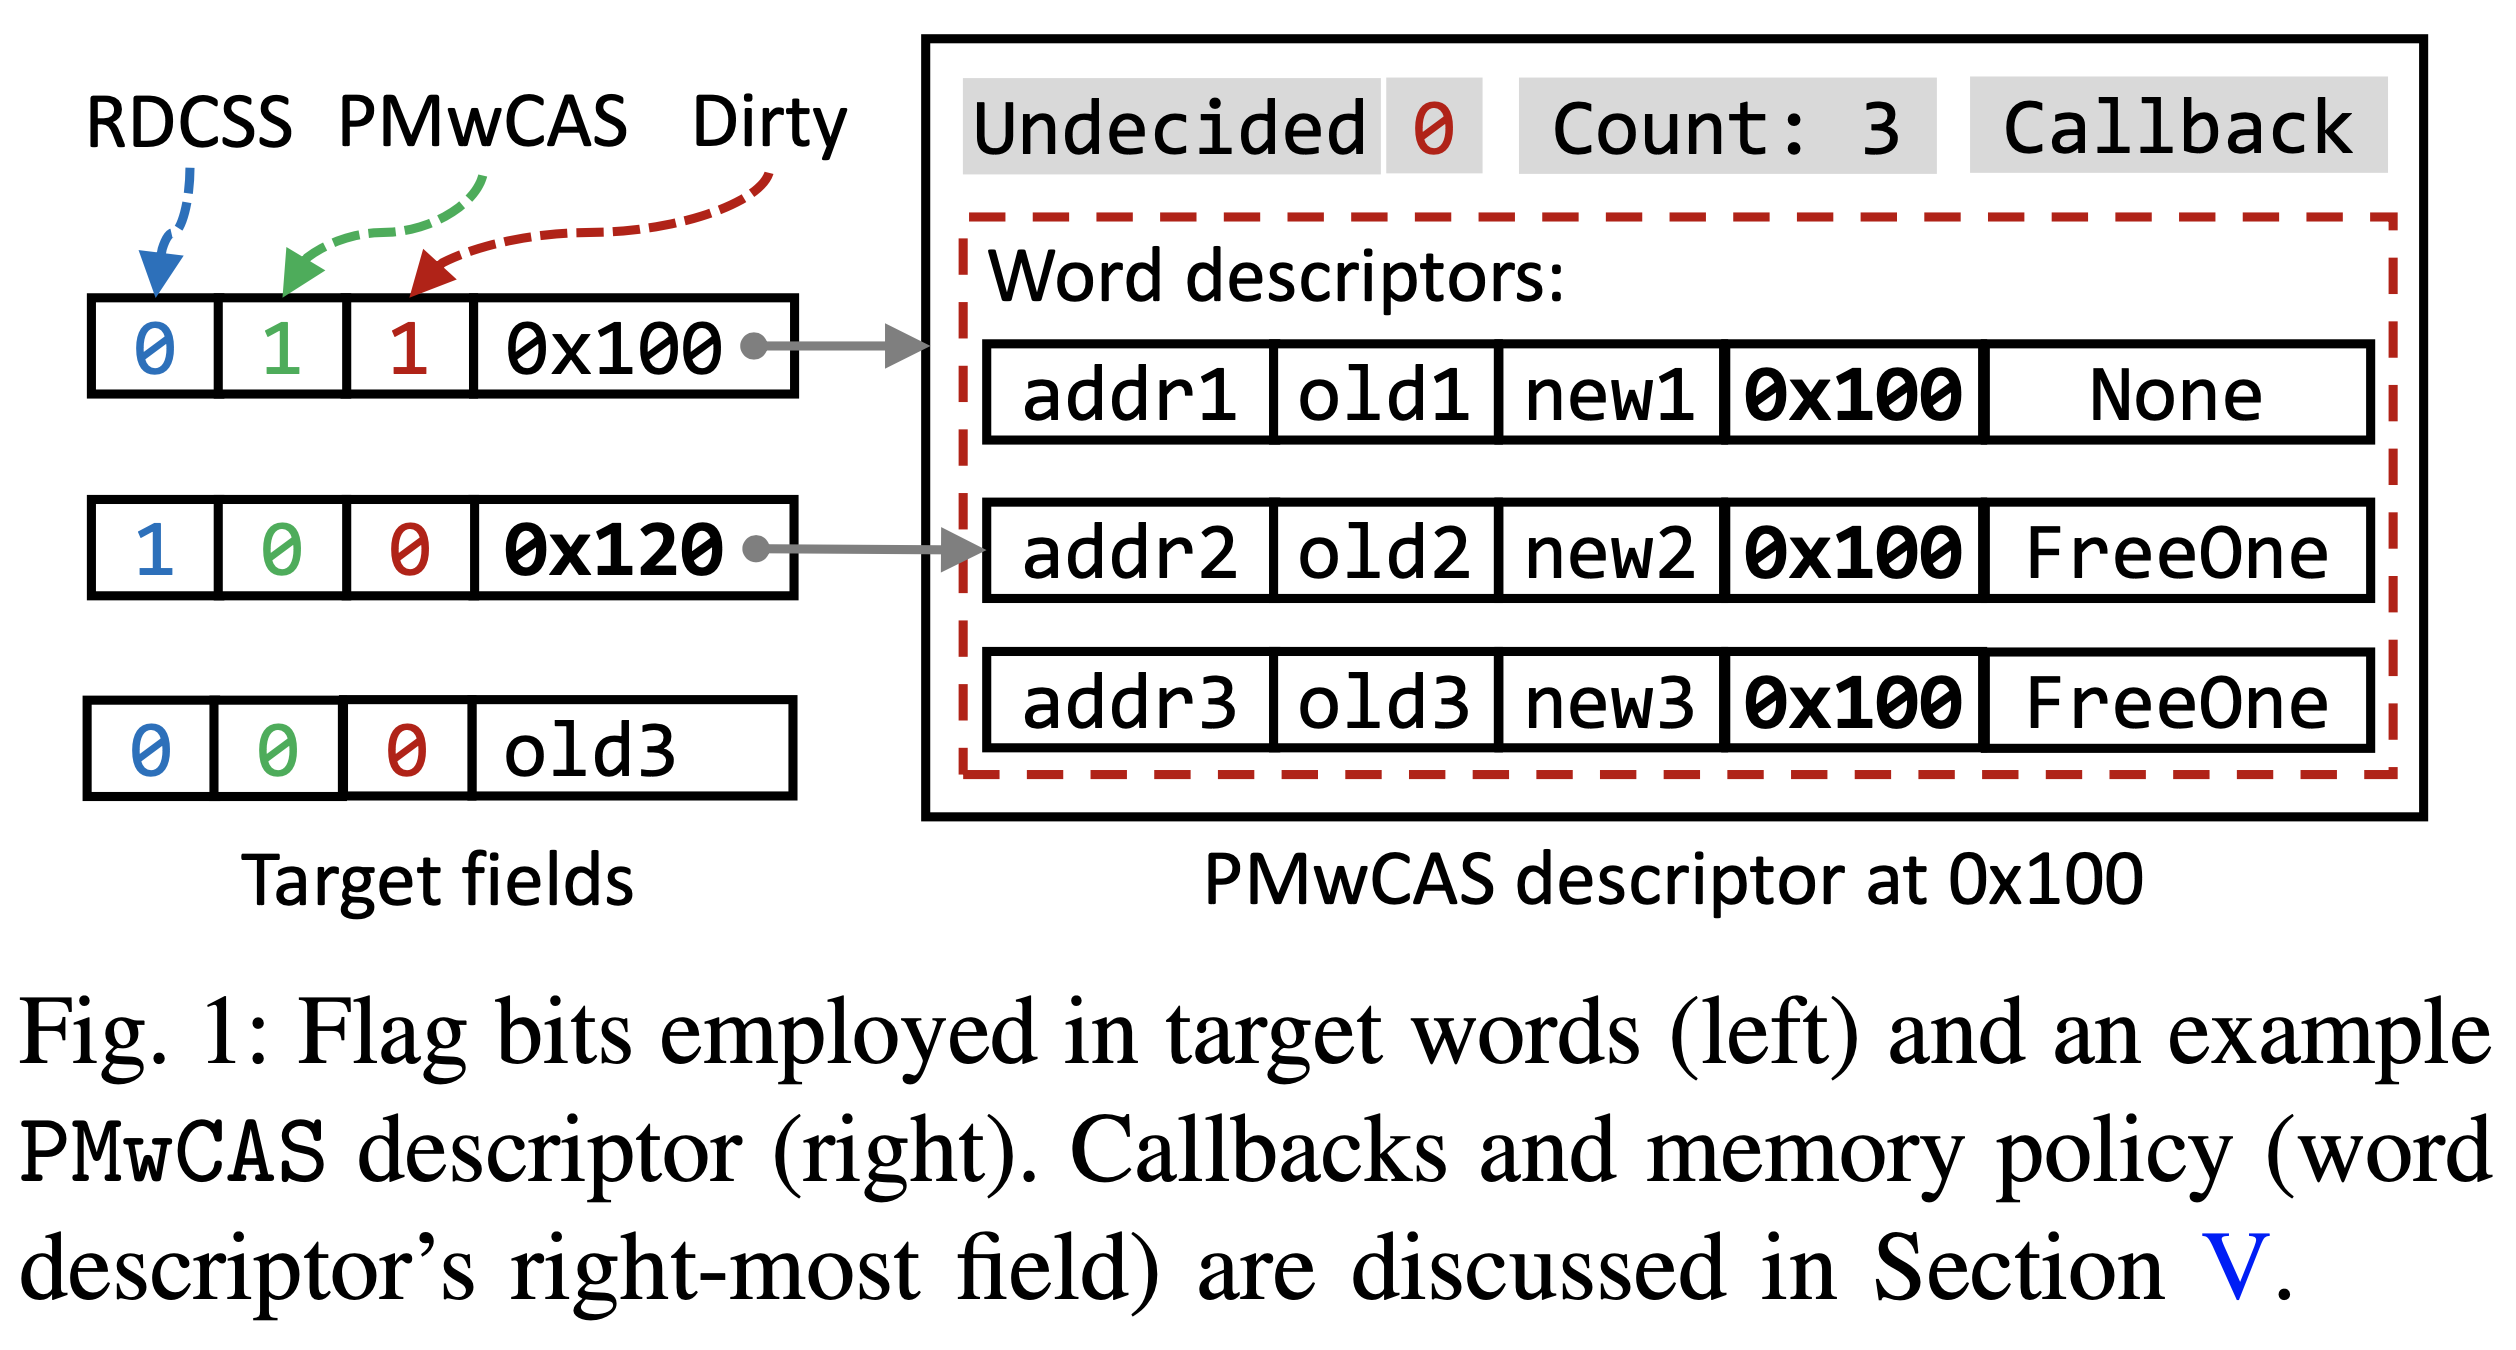 RDCSS PMwCAS Dirty
0 1 1 0x100
1 0 0 0x120
0 0 0 old3
Target fields
Undecided 0 Count: 3 Callback
Word descriptors:
addr1 old1 new1 0x100 None
addr2 old2 new2 0x100 FreeOne
addr3 old3 new3 0x100 FreeOne
PMwCAS descriptor at 0x100
Fig. 1: Flag bits employed in target words (left) and an example
PMwCAS descriptor (right). Callbacks and memory policy (word
descriptor’s right-most field) are discussed in Section V.